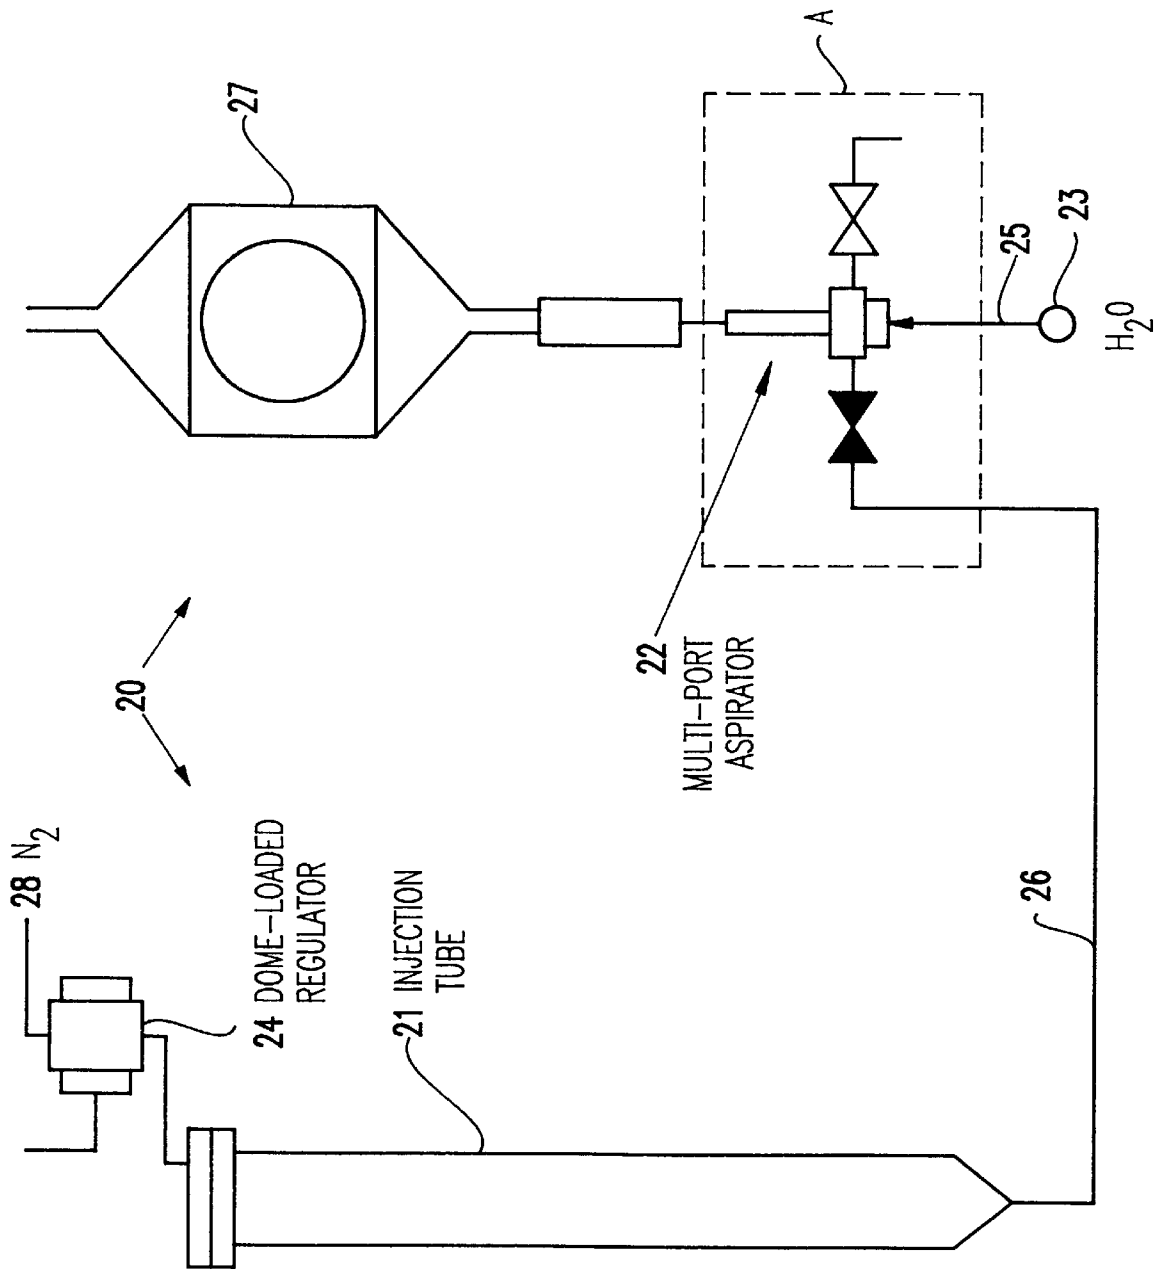 28 N2
24 DOME-LOADED
REGULATOR
21 INJECTION
TUBE
20
22
MULTI-PORT
ASPIRATOR
26
27
A
25
23
H2O